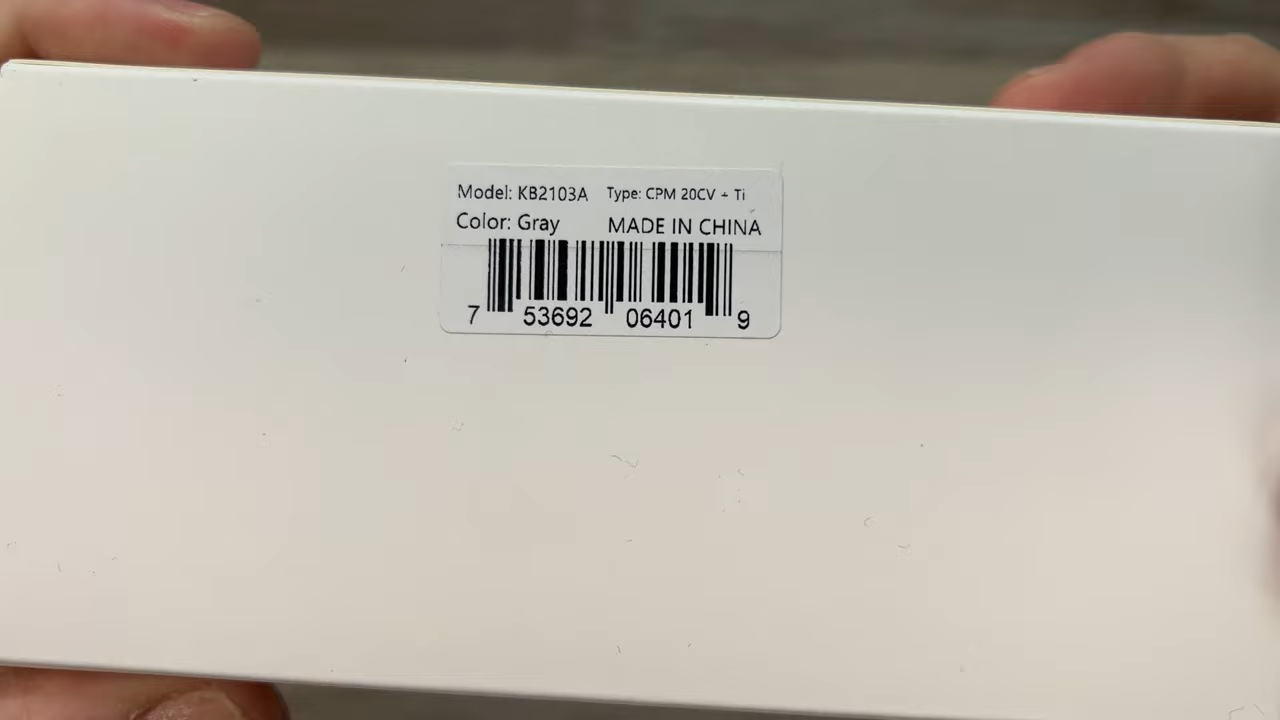 Model: KB2103A Type: CPM 20CV + Ti
Color: Gray MADE IN CHINA
7 53692 06401 9